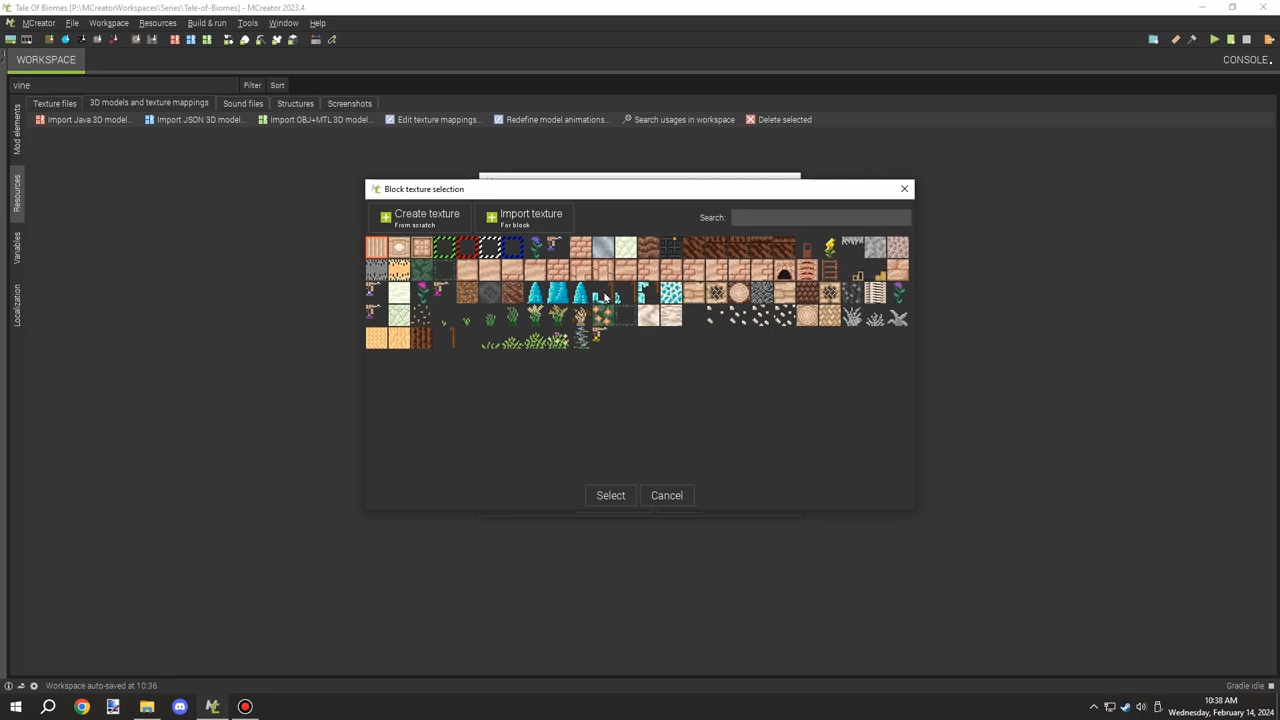 Tale Of Biomes [P:\MCreatorWorkspaces\Series\Tale-of-Biomes] - MCreator 2023.4
MCreator File Workspace Resources Build & run Tools Window Help
WORKSPACE
CONSOLE
vine
Filter
Sort
Texture files
3D models and texture mappings
Sound files
Structures
Screenshots
Import Java 3D model...
Import JSON 3D model...
Import OBJ+MTL 3D model...
Edit texture mappings...
Redefine model animations...
Search usages in workspace
Delete selected
Mod elements
Resources
Variables
Localization
Block texture selection
Create texture
From scratch
Import texture
For block
Search:
Select
Cancel
Workspace auto-saved at 10:36
Gradle idle
10:38 AM
Wednesday, February 14, 2024